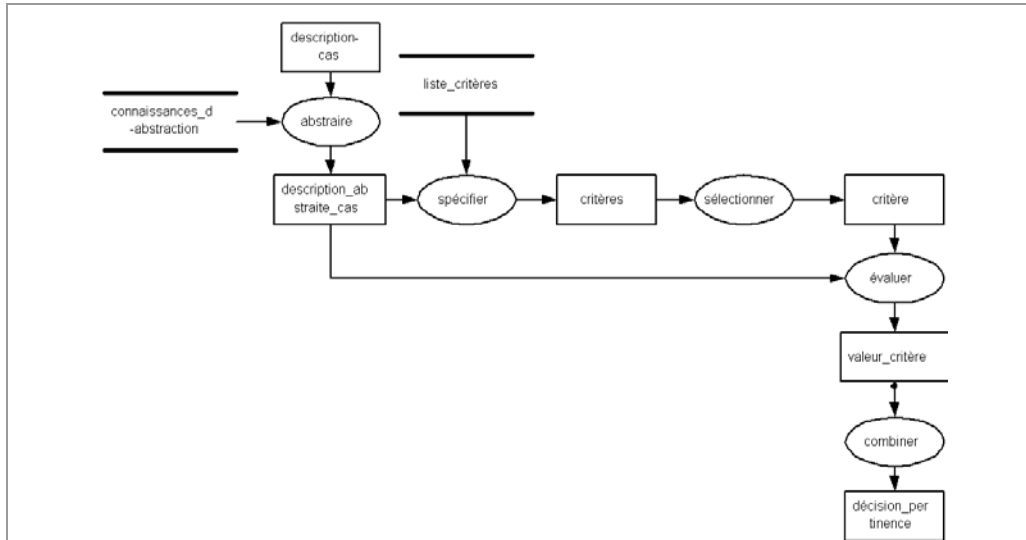 description-
cas
liste_critères
connaissances_d
-abstraction
abstraire
description_ab
straite_cas
spécifier
critères
sélectionner
critère
évaluer
valeur_critère
combiner
décision_per
tinence